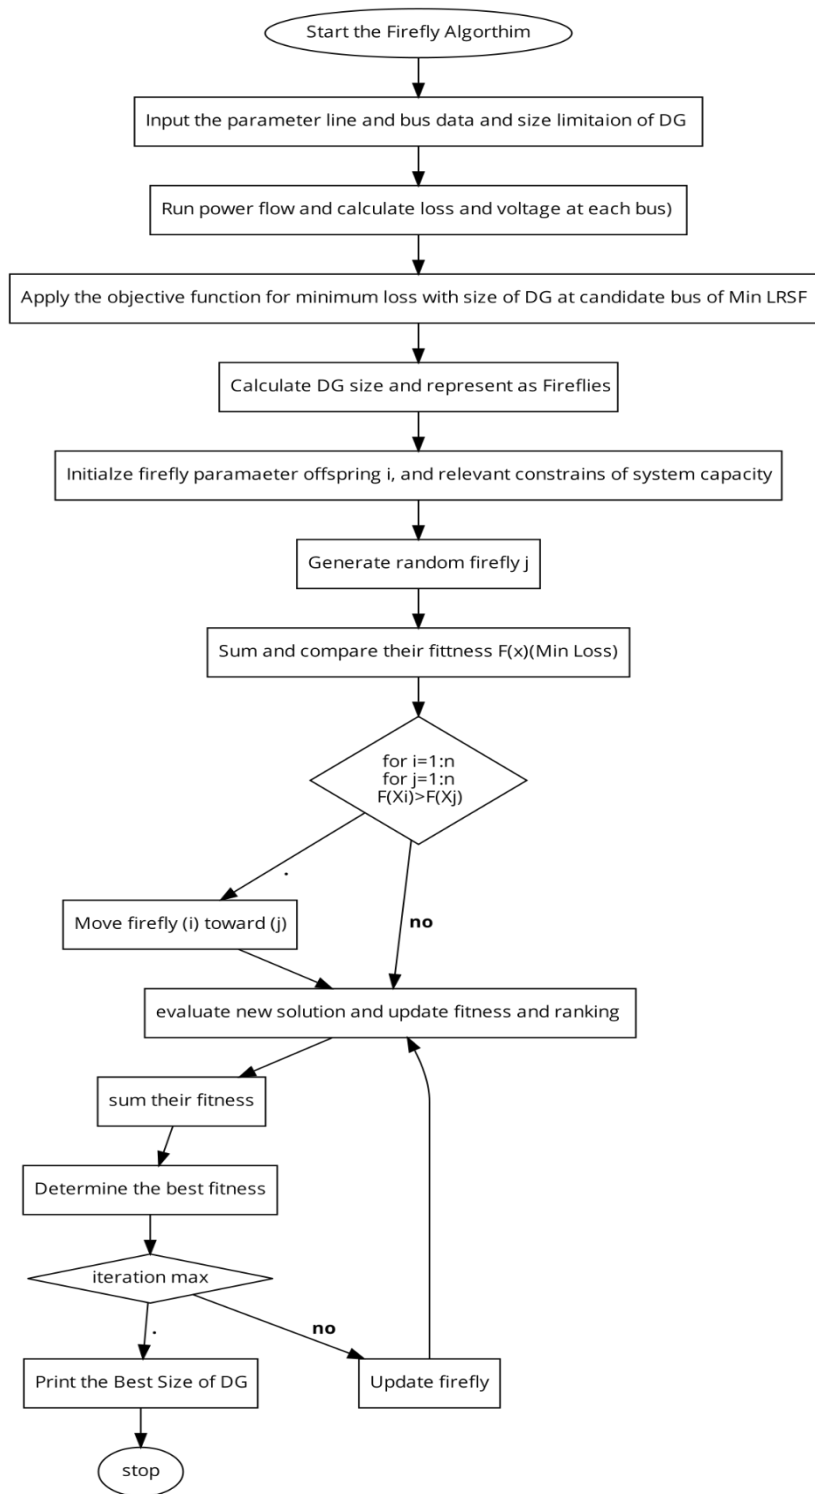 Start the Firefly Algorthim
Input the parameter line and bus data and size limitaion of DG
Run power flow and calculate loss and voltage at each bus)
Apply the objective function for minimum loss with size of DG at candidate bus of Min LRSF
Calculate DG size and represent as Fireflies
Initialze firefly paramaeter offspring i, and relevant constrains of system capacity
Generate random firefly j
Sum and compare their fittness F(x)(Min Loss)
for i=1:n
for j=1:n
F(Xi)>F(Xj)
.
Move firefly (i) toward (j)
no
evaluate new solution and update fitness and ranking
sum their fitness
Determine the best fitness
iteration max
.
no
Print the Best Size of DG
Update firefly
stop